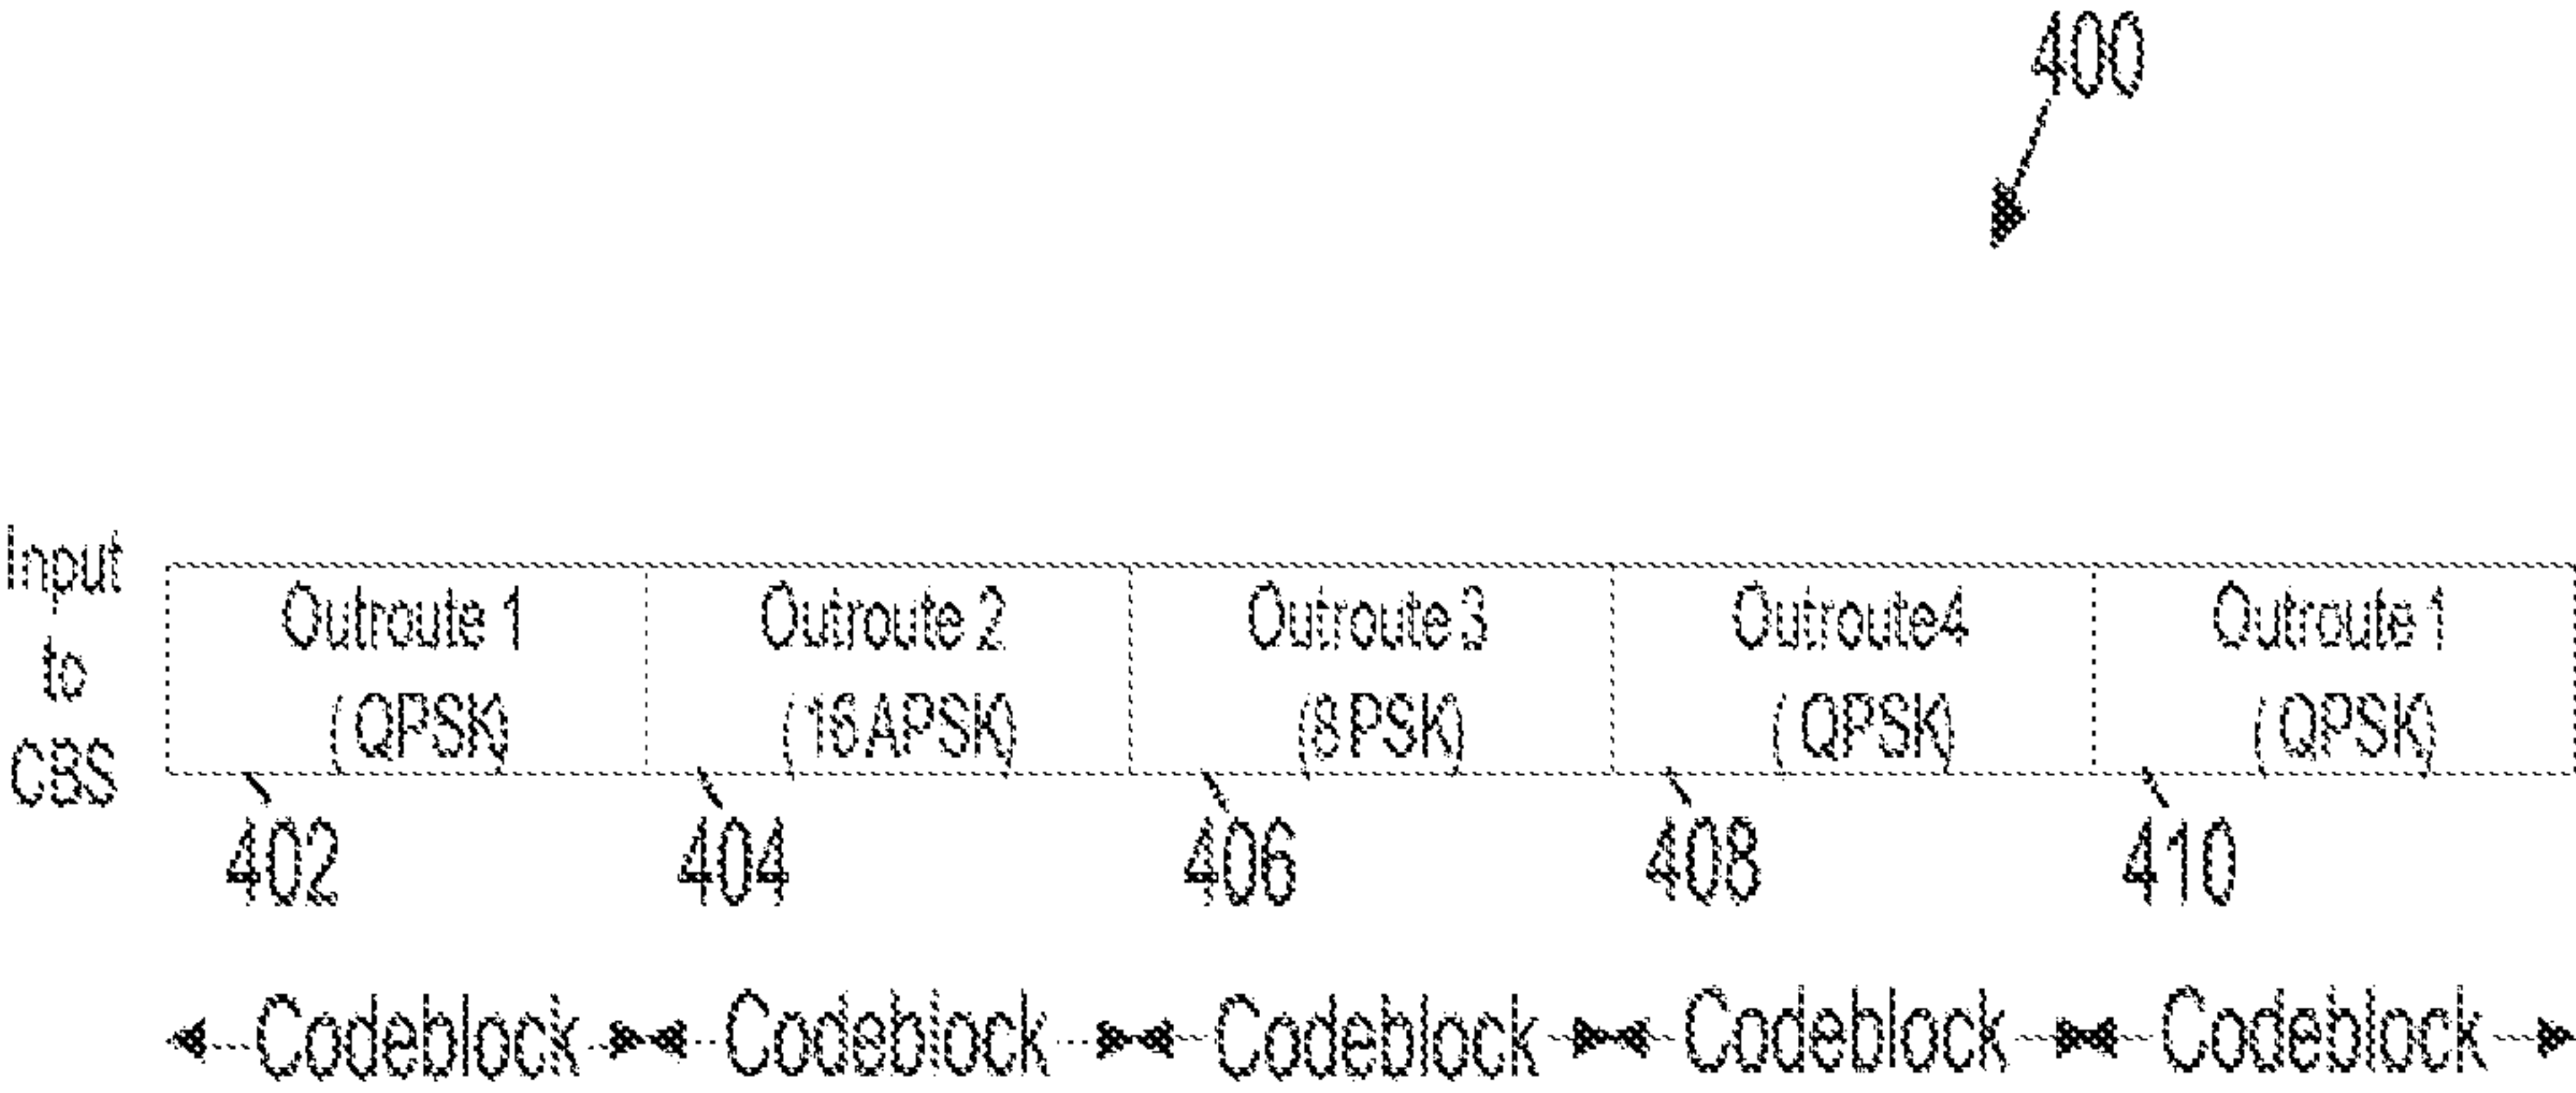 400
Input
to
CBS
Outroute 1
(QPSK)
Outroute 2
(16APSK)
Outroute 3
(8PSK)
Outroute4
(QPSK)
Outroute 1
(QPSK)
402 404 406 408 410
Codeblock Codeblock Codeblock Codeblock Codeblock